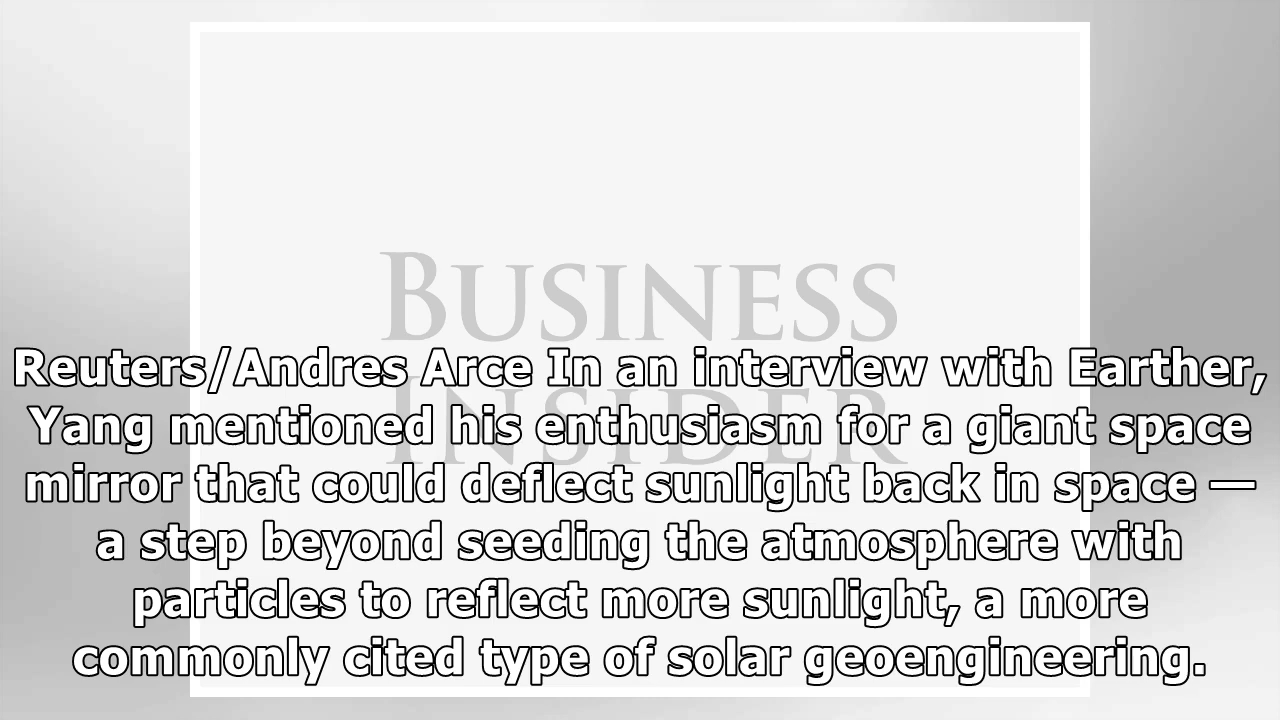 BUSINESS
INSIDER
Reuters/Andres Arce In an interview with Earther,
Yang mentioned his enthusiasm for a giant space
mirror that could deflect sunlight back in space —
a step beyond seeding the atmosphere with
particles to reflect more sunlight, a more
commonly cited type of solar geoengineering.